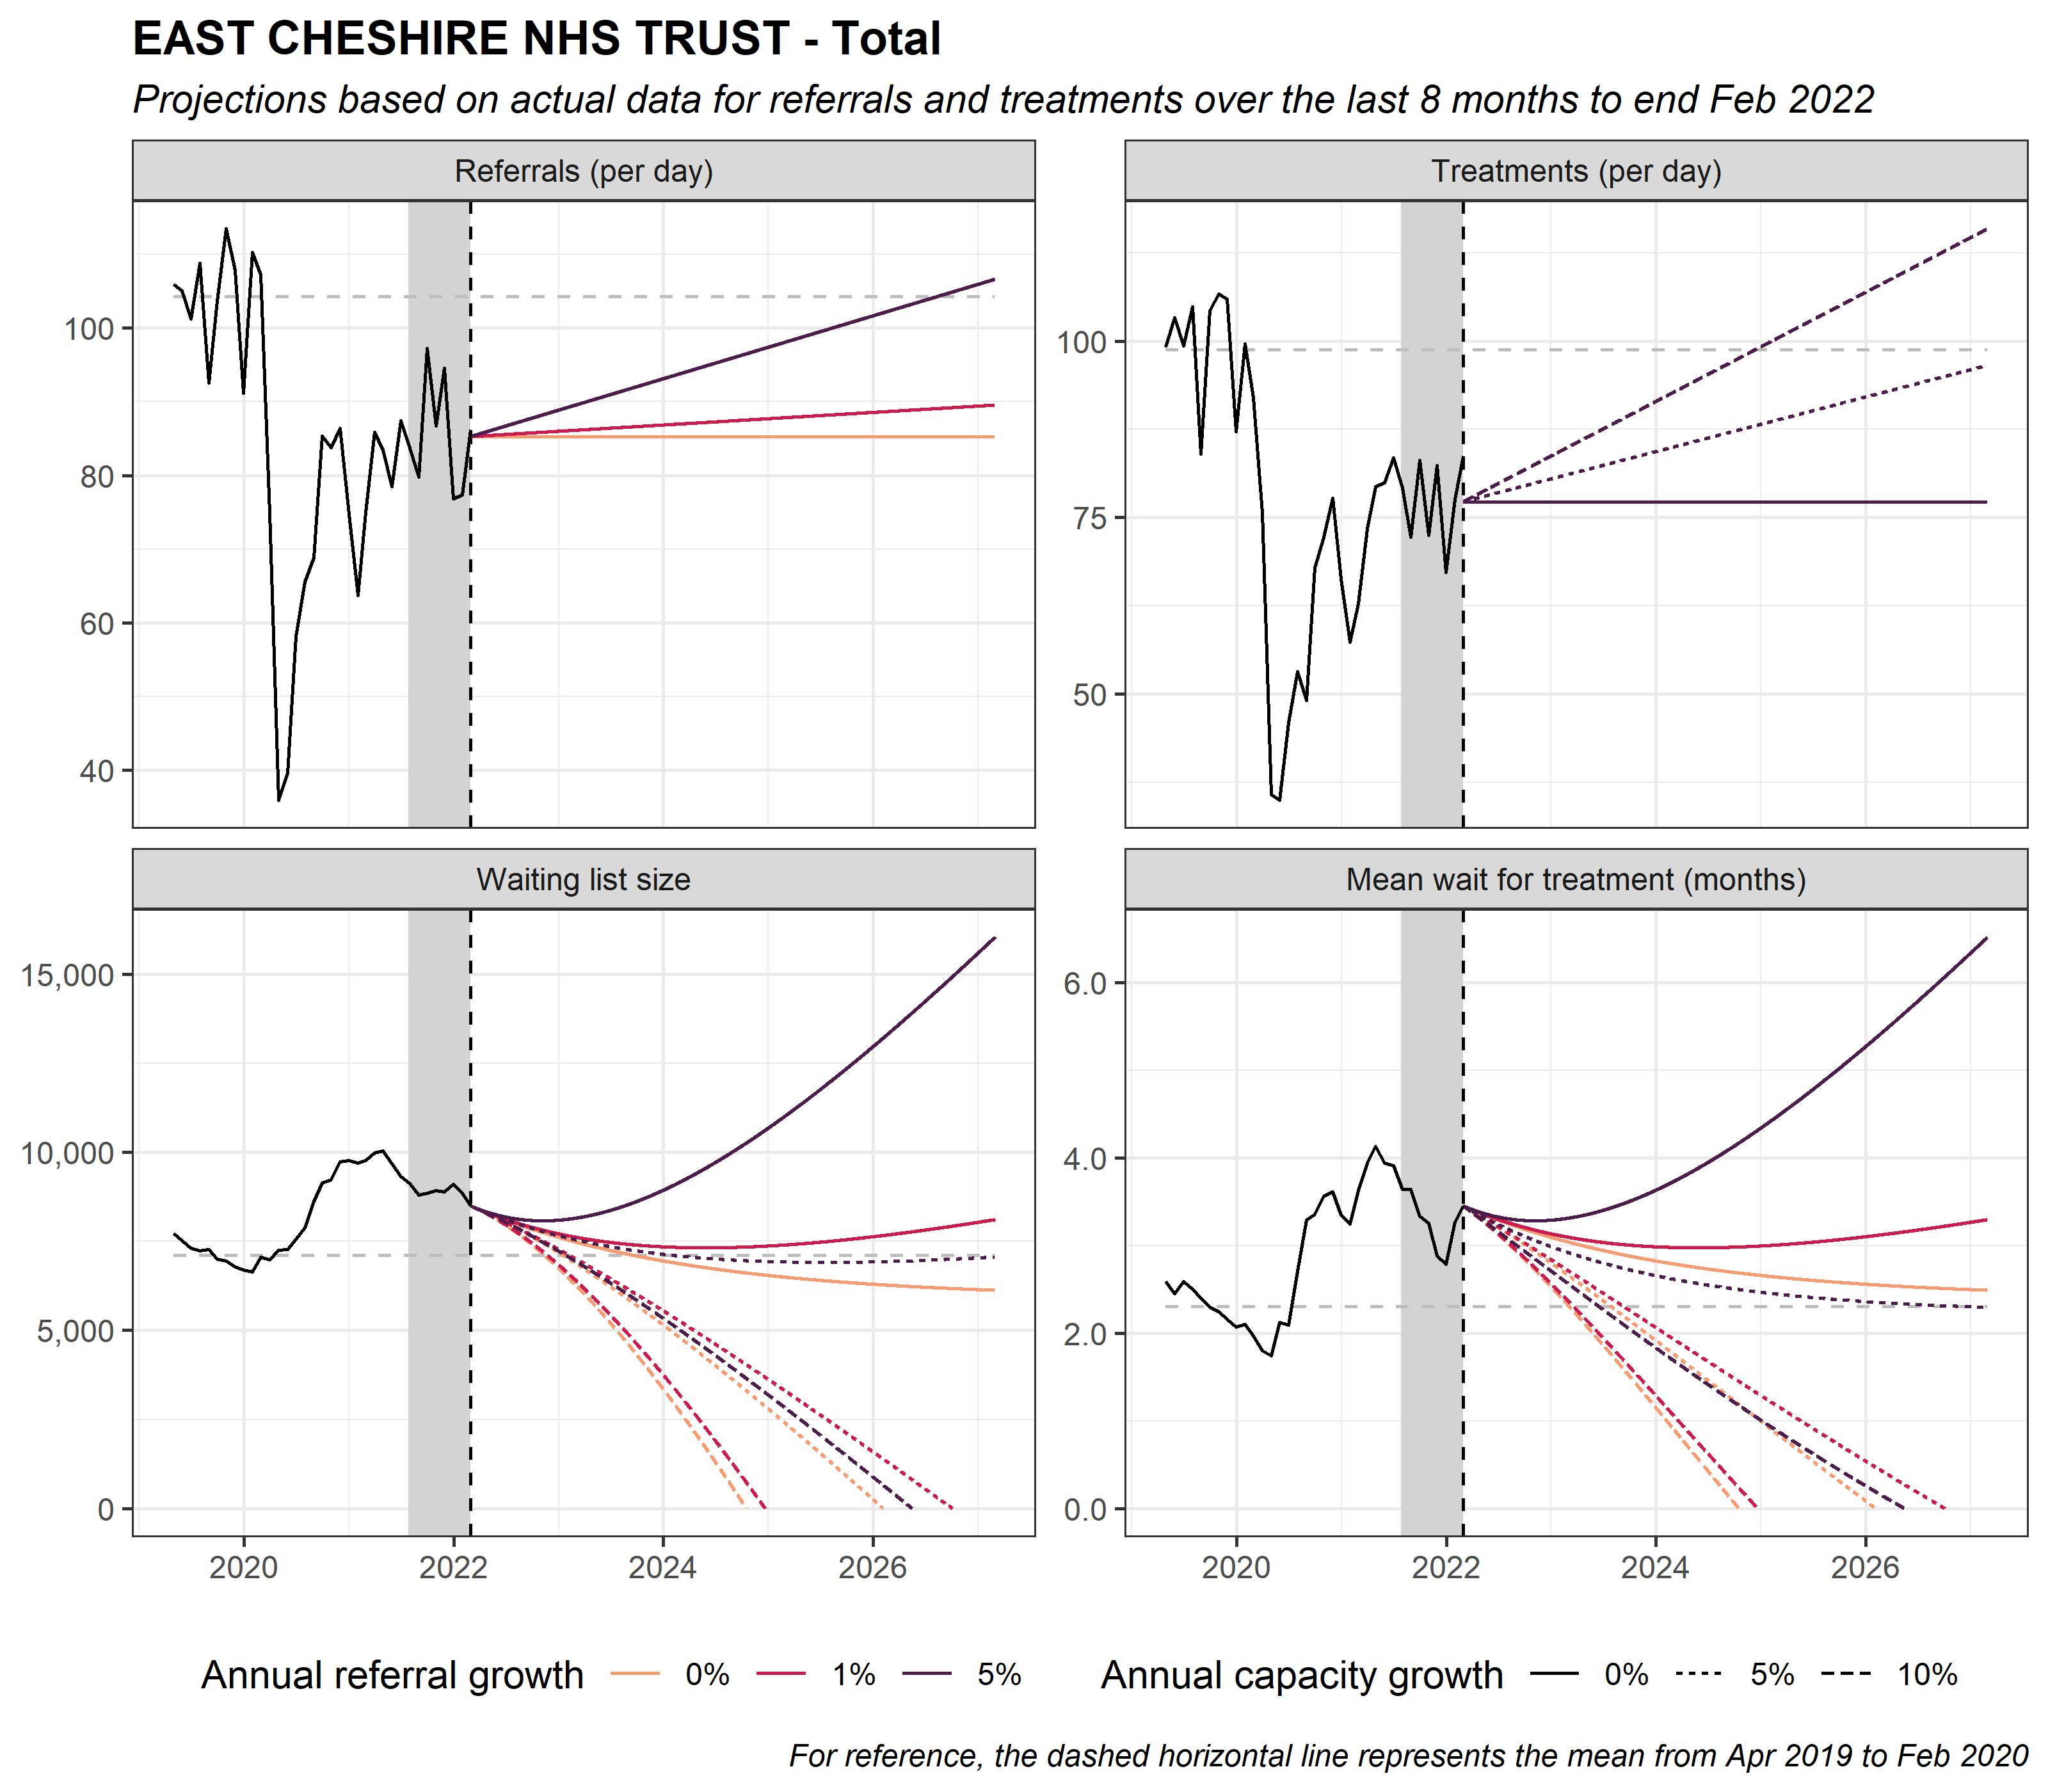 EAST CHESHIRE NHS TRUST - Total
Projections based on actual data for referrals and treatments over the last 8 months to end Feb 2022
Referrals (per day)
100
80
60
40
Treatments (per day)
100
75
50
Waiting list size
15,000
10,000
5,000
0
2020 2022 2024 2026
Mean wait for treatment (months)
6.0
4.0
2.0
0.0
2020 2022 2024 2026
Annual referral growth 0% 1% 5%
Annual capacity growth 0% 5% 10%
For reference, the dashed horizontal line represents the mean from Apr 2019 to Feb 2020